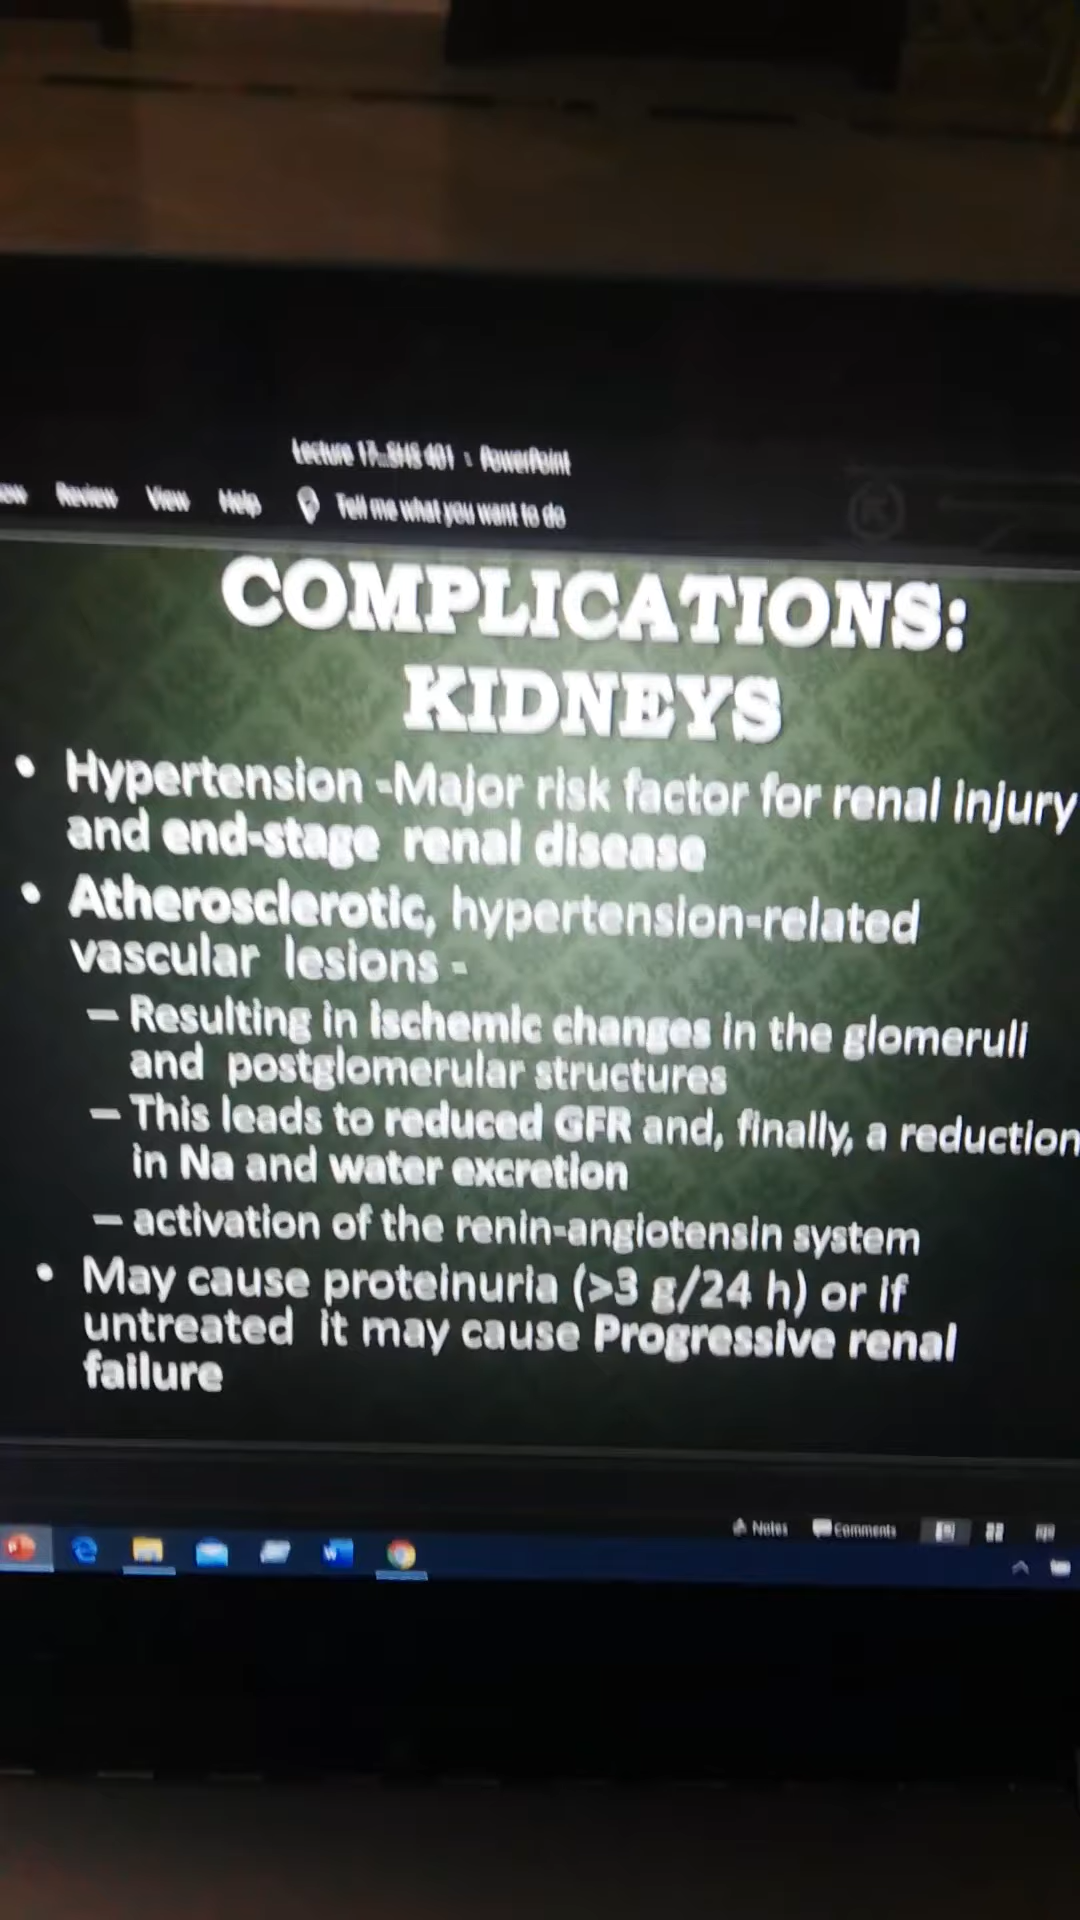 Lecture 17..SHS 401 - PowerPoint
Review View Help Tell me what you want to do
COMPLICATIONS:
KIDNEYS
• Hypertension -Major risk factor for renal injury
and end-stage renal disease
• Atherosclerotic, hypertension-related
vascular lesions -
– Resulting in ischemic changes in the glomeruli
and postglomerular structures
– This leads to reduced GFR and, finally, a reduction
in Na and water excretion
– activation of the renin-angiotensin system
• May cause proteinuria (>3 g/24 h) or if
untreated it may cause Progressive renal
failure
Notes Comments